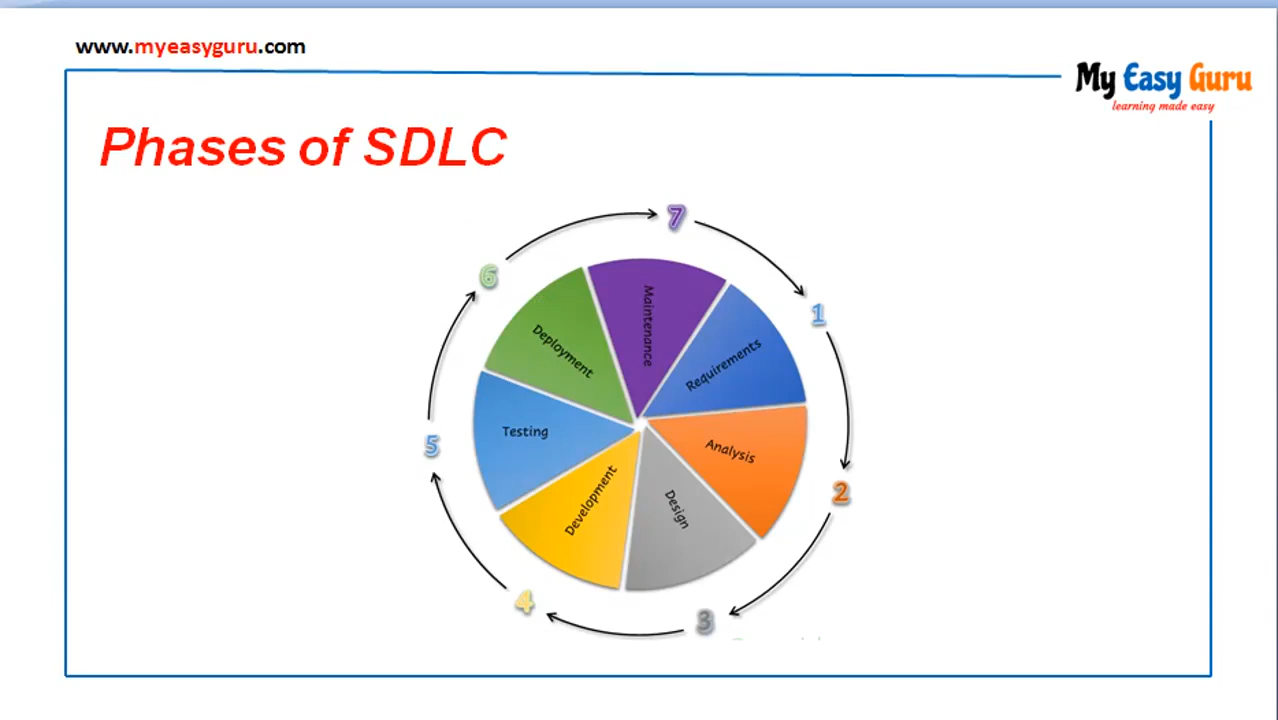 www.myeasyguru.com
My Easy Guru
learning made easy
Phases of SDLC
7
6
1
Maintenance
Deployment
Requirements
5
Testing
Analysis
2
Development
Design
4
3